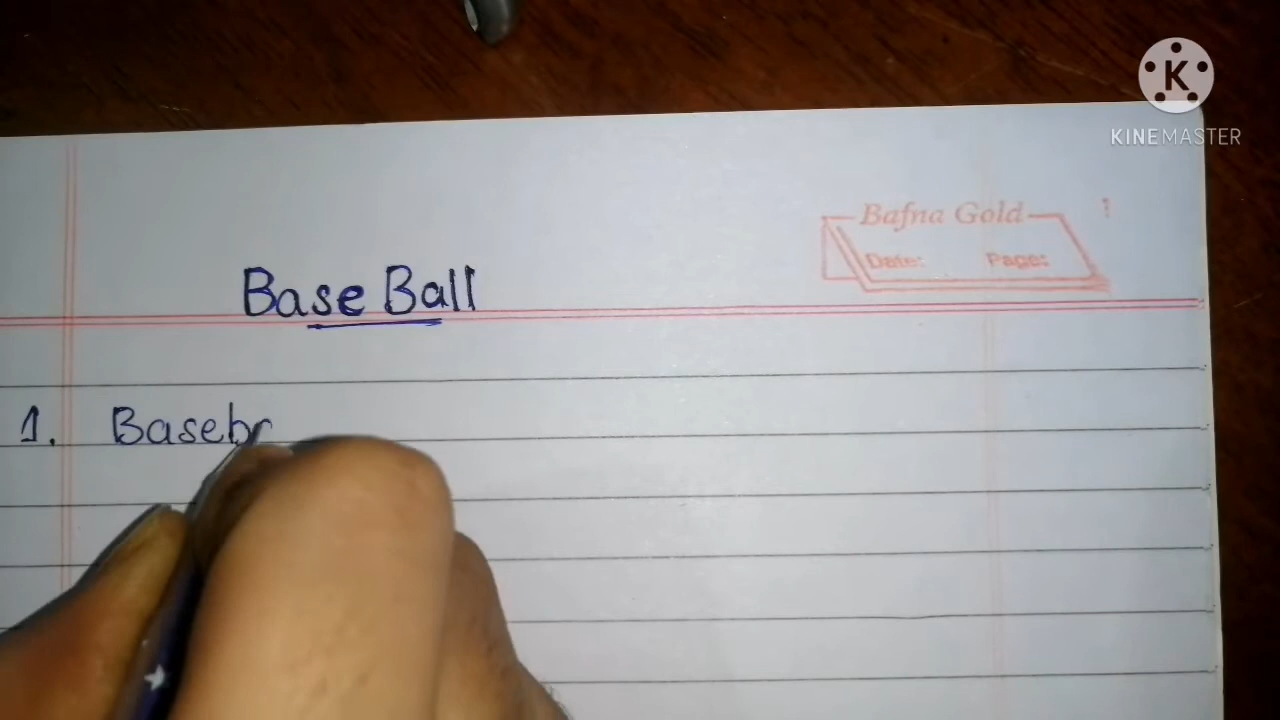 K
KINEMASTER
Bafna Gold
Date: Page:
Base Ball
1. Baseb